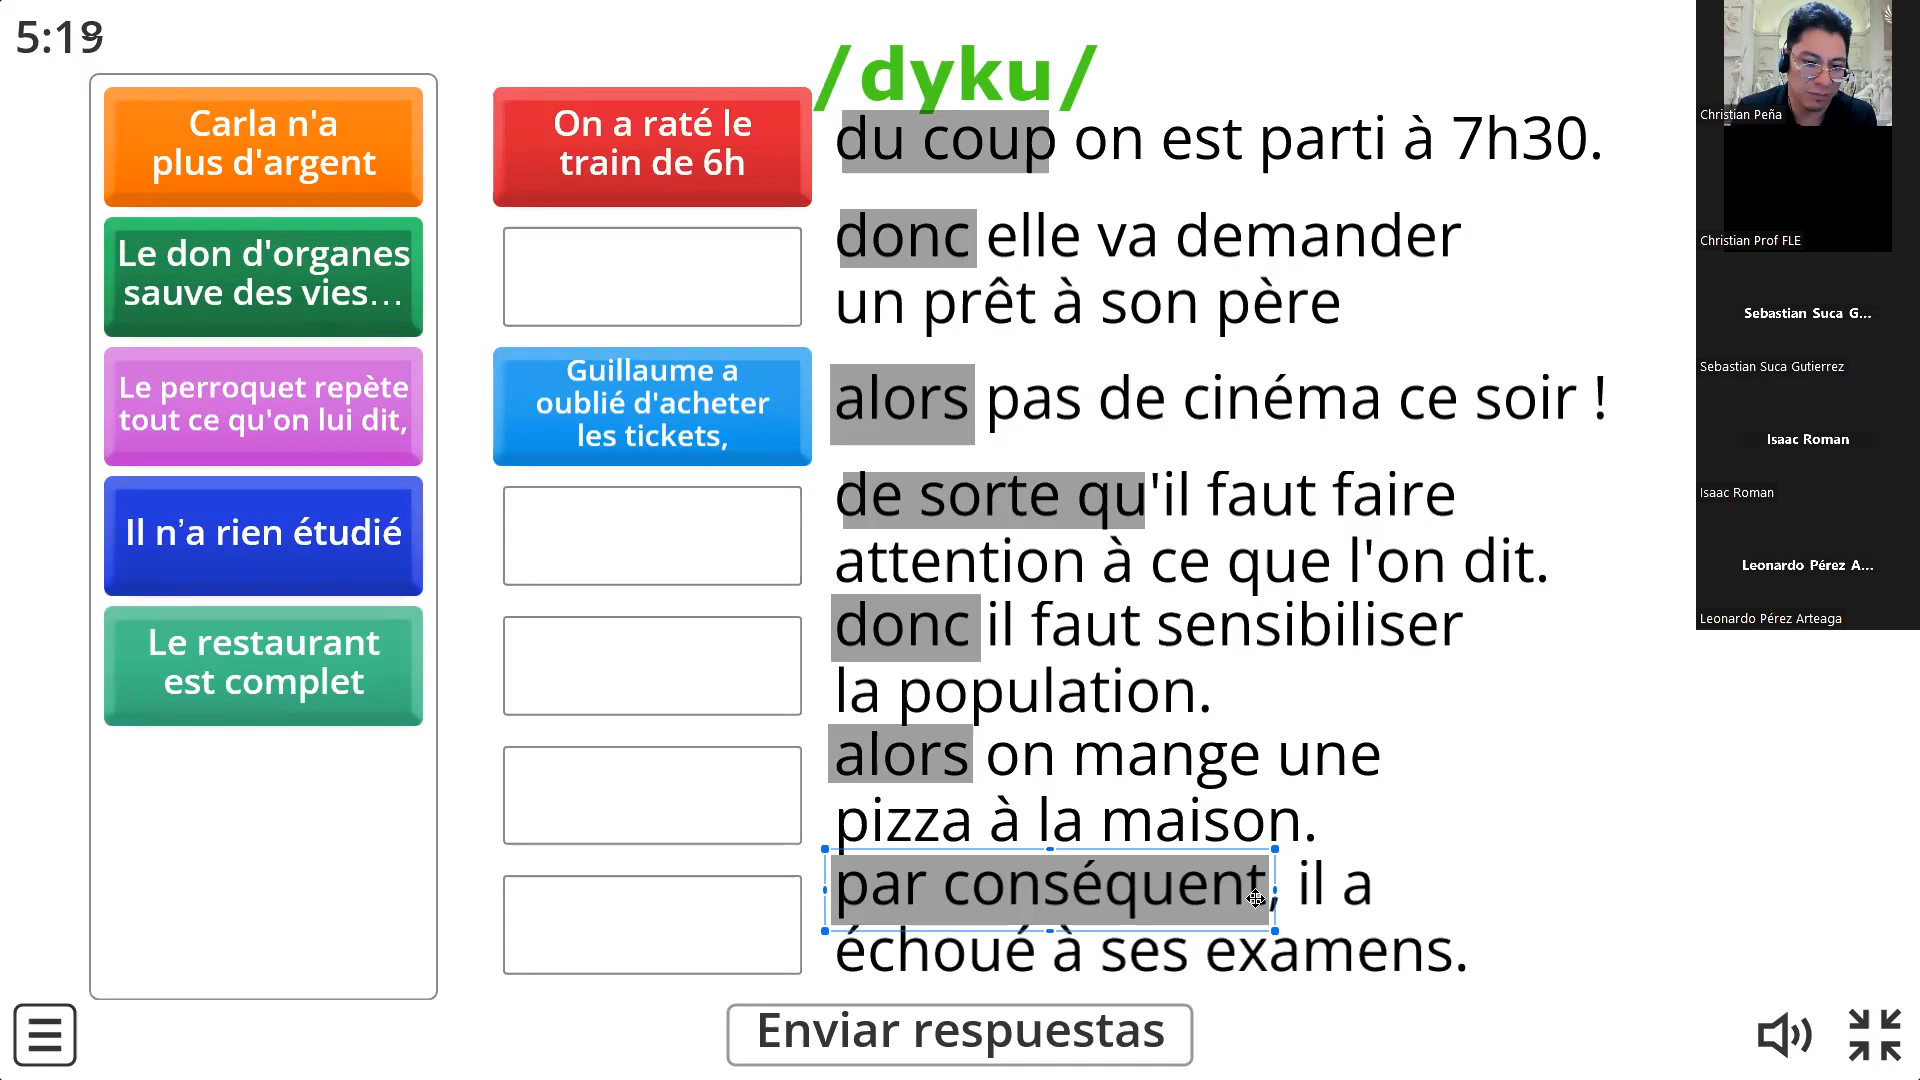 5:19
/dyku/
Carla n'a
plus d'argent
Le don d'organes
sauve des vies…
Le perroquet repète
tout ce qu'on lui dit,
Il n’a rien étudié
Le restaurant
est complet
On a raté le
train de 6h
du coup on est parti à 7h30.
donc elle va demander
un prêt à son père
Guillaume a
oublié d'acheter
les tickets,
alors pas de cinéma ce soir !
de sorte qu'il faut faire
attention à ce que l'on dit.
donc il faut sensibiliser
la population.
alors on mange une
pizza à la maison.
par conséquent, il a
échoué à ses examens.
Enviar respuestas
Christian Peña
Christian Prof FLE
Sebastian Suca G...
Sebastian Suca Gutierrez
Isaac Roman
Isaac Roman
Leonardo Pérez A...
Leonardo Pérez Arteaga